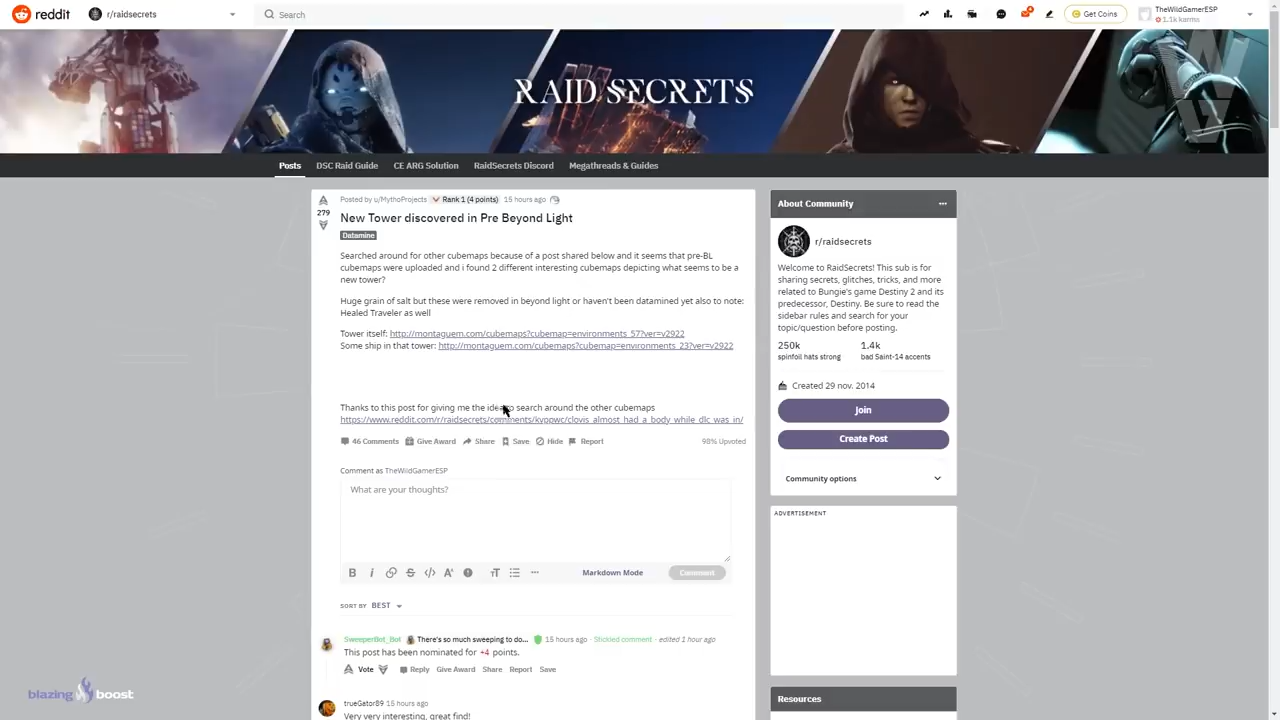 reddit
r/raidsecrets
Search
Get Coins
TheWildGamerESP
1.1k karma
RAID SECRETS
Posts
DSC Raid Guide
CE ARG Solution
RaidSecrets Discord
Megathreads & Guides
279
Posted by u/MythoProjects Rank 1 (4 points) 15 hours ago
New Tower discovered in Pre Beyond Light
Datamine
Searched around for other cubemaps because of a post shared below and it seems that pre-BL
cubemaps were uploaded and i found 2 different interesting cubemaps depicting what seems to be a
new tower?
Huge grain of salt but these were removed in beyond light or haven't been datamined yet also to note:
Healed Traveler as well
Tower itself: http://montaguem.com/cubemaps?cubemap=environments_57?ver=v2922
Some ship in that tower: http://montaguem.com/cubemaps?cubemap=environments_23?ver=v2922
Thanks to this post for giving me the idea to search around the other cubemaps
https://www.reddit.com/r/raidsecrets/comments/kvppwc/clovis_almost_had_a_body_while_dlc_was_in/
46 Comments Give Award Share Save Hide Report 98% Upvoted
Comment as TheWildGamerESP
What are your thoughts?
Markdown Mode
Comment
SORT BY BEST
SweeperBot_Bot There's so much sweeping to do... 15 hours ago · Stickied comment · edited 1 hour ago
This post has been nominated for +4 points.
Vote Reply Give Award Share Report Save
trueGator89 15 hours ago
Very very interesting, great find!
About Community
r/raidsecrets
Welcome to RaidSecrets! This sub is for
sharing secrets, glitches, tricks, and more
related to Bungie's game Destiny 2 and its
predecessor, Destiny. Be sure to read the
sidebar rules and search for your
topic/question before posting.
250k 1.4k
spinfoil hats strong bad Saint-14 accents
Created 29 nov. 2014
Join
Create Post
Community options
ADVERTISEMENT
Resources
blazing boost